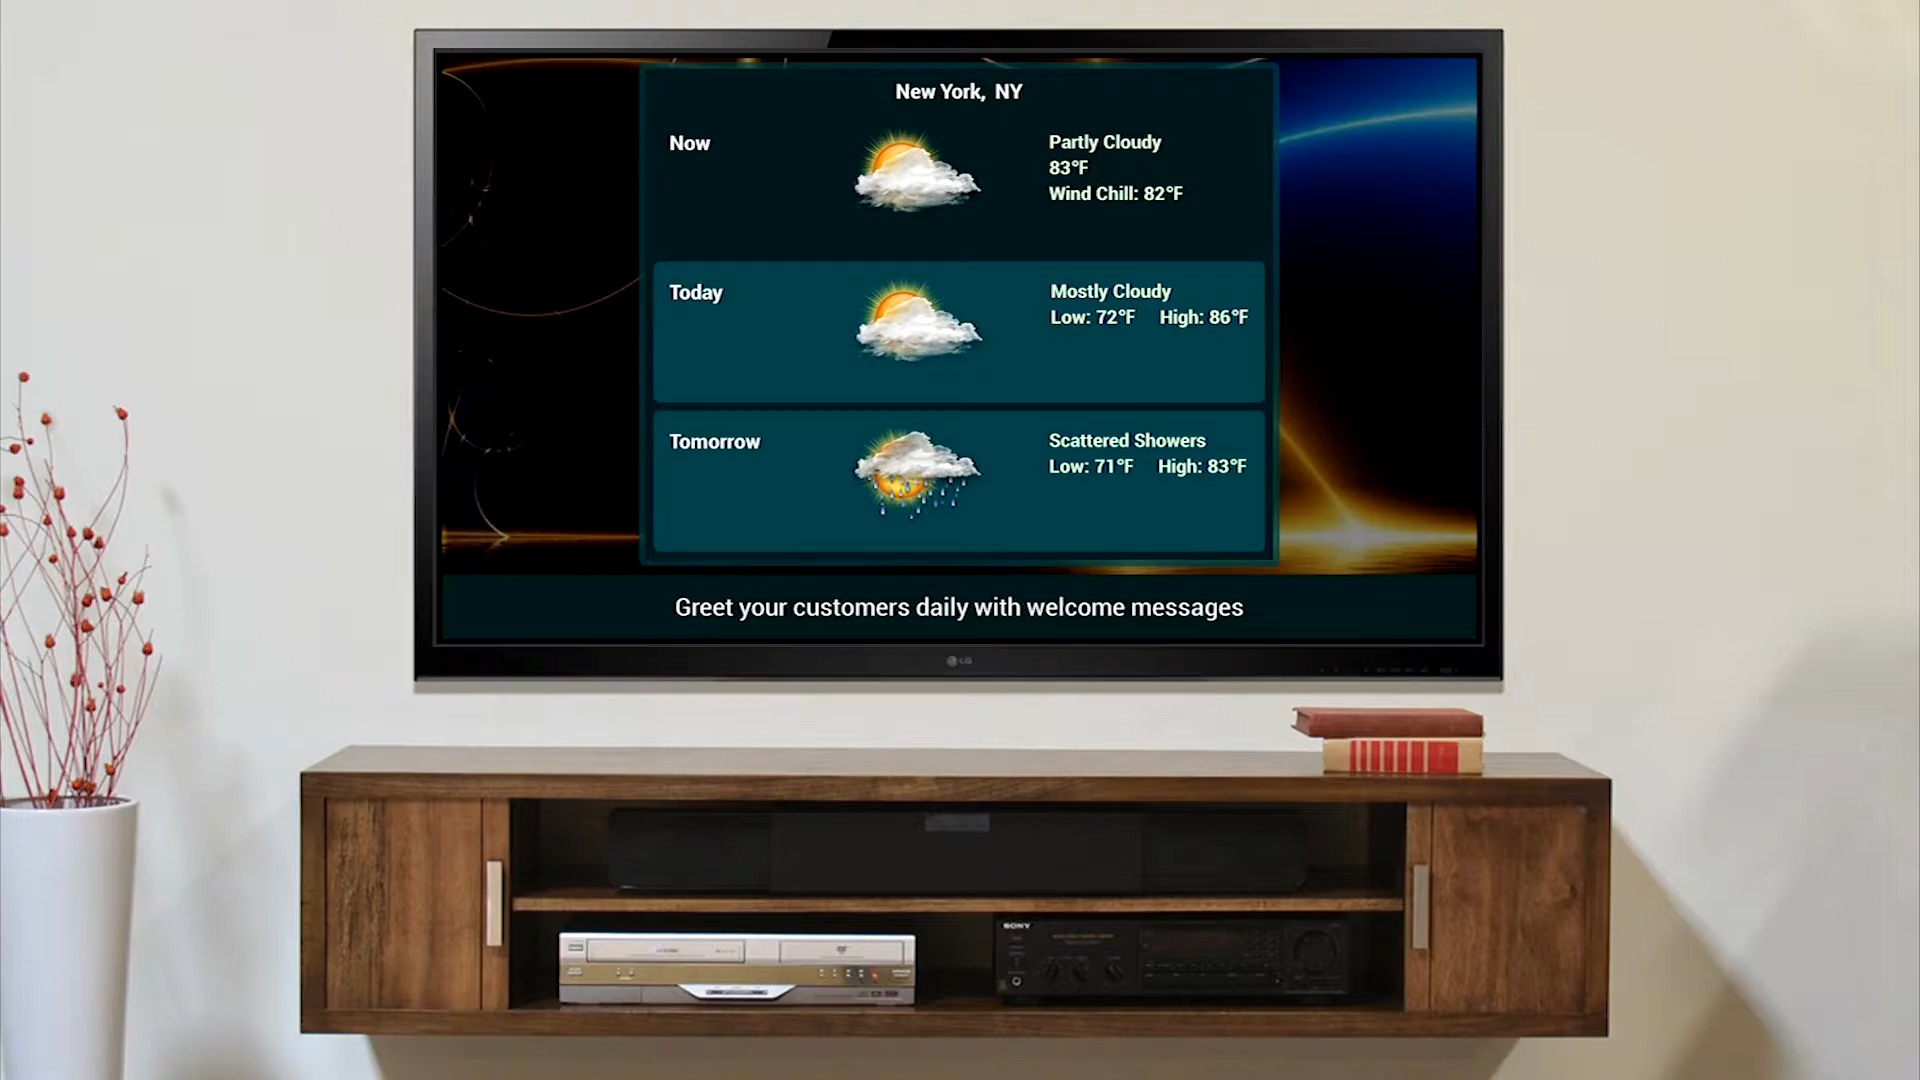 New York, NY
Now
Partly Cloudy
83°F
Wind Chill: 82°F
Today
Mostly Cloudy
Low: 72°F High: 86°F
Tomorrow
Scattered Showers
Low: 71°F High: 83°F
Greet your customers daily with welcome messages
LG
SONY